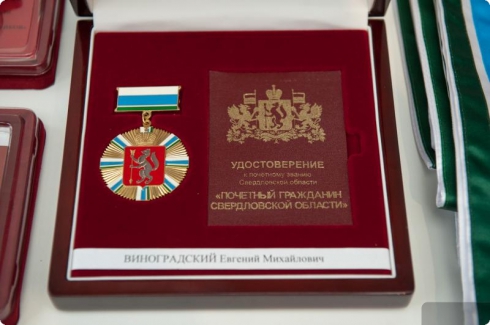 УДОСТОВЕРЕНИЕ
к почетному званию
Свердловской области
«ПОЧЕТНЫЙ ГРАЖДАНИН
СВЕРДЛОВСКОЙ ОБЛАСТИ»
ВИНОГРАДСКИЙ Евгений Михайлович